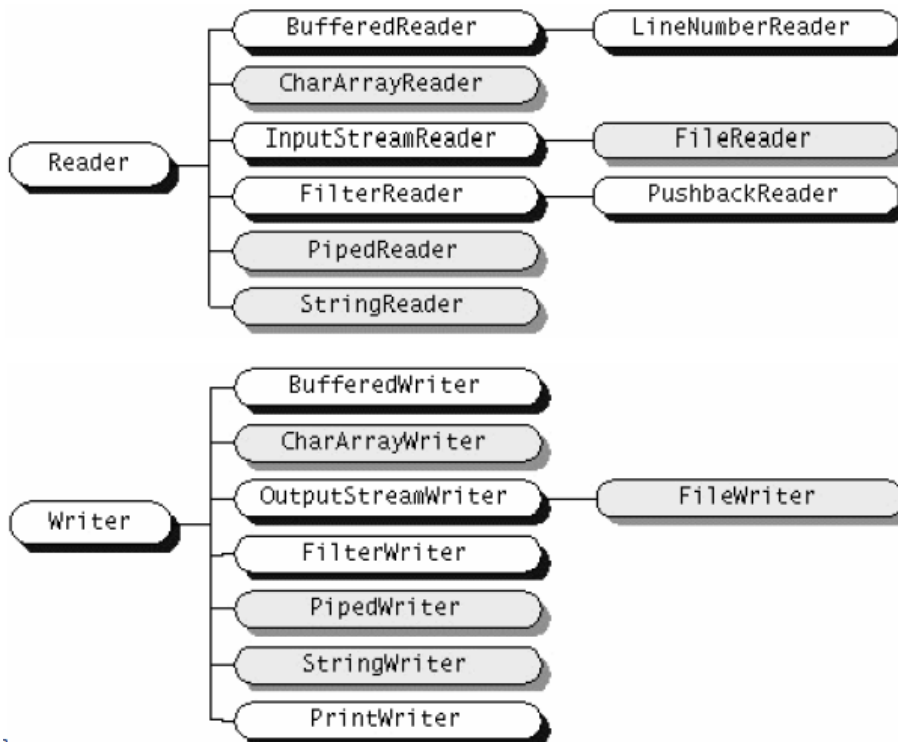 BufferedReader
LineNumberReader
CharArrayReader
InputStreamReader
FileReader
Reader
FilterReader
PushbackReader
PipedReader
StringReader
BufferedWriter
CharArrayWriter
OutputStreamWriter
FileWriter
Writer
FilterWriter
PipedWriter
StringWriter
PrintWriter